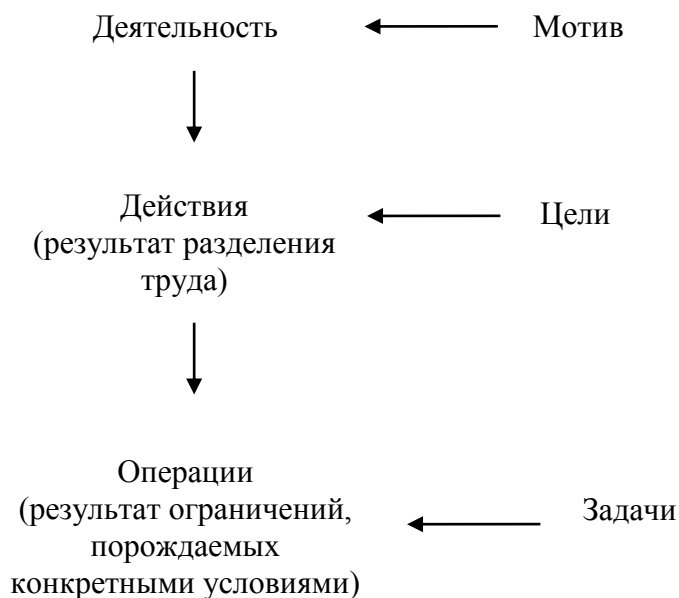 Деятельность
Мотив
Действия
(результат разделения
труда)
Цели
Операции
(результат ограничений,
порождаемых
конкретными условиями)
Задачи